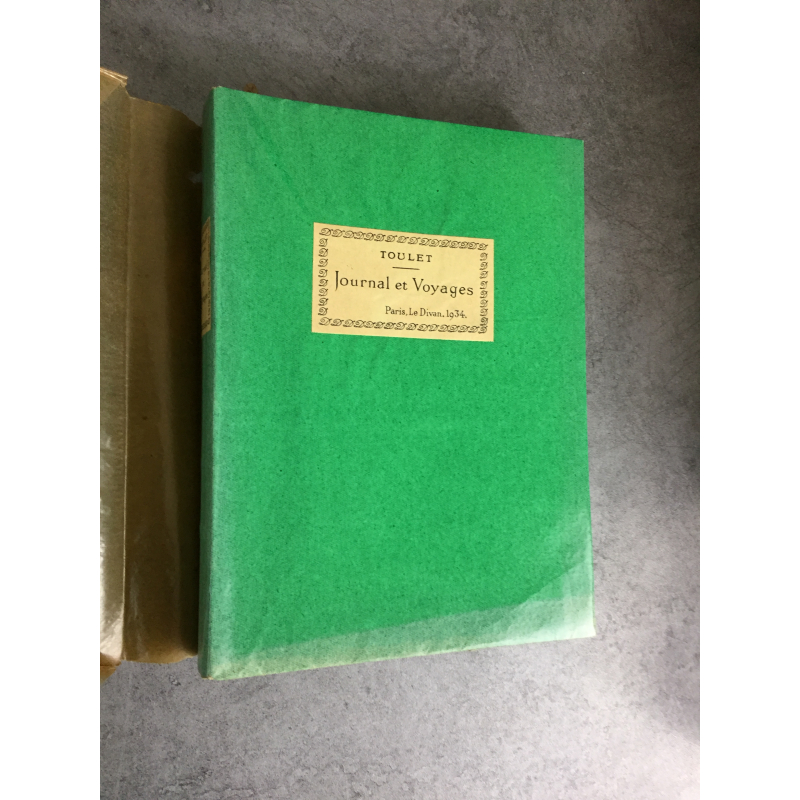 TOULET
Journal et Voyages
Paris, Le Divan, 1934.